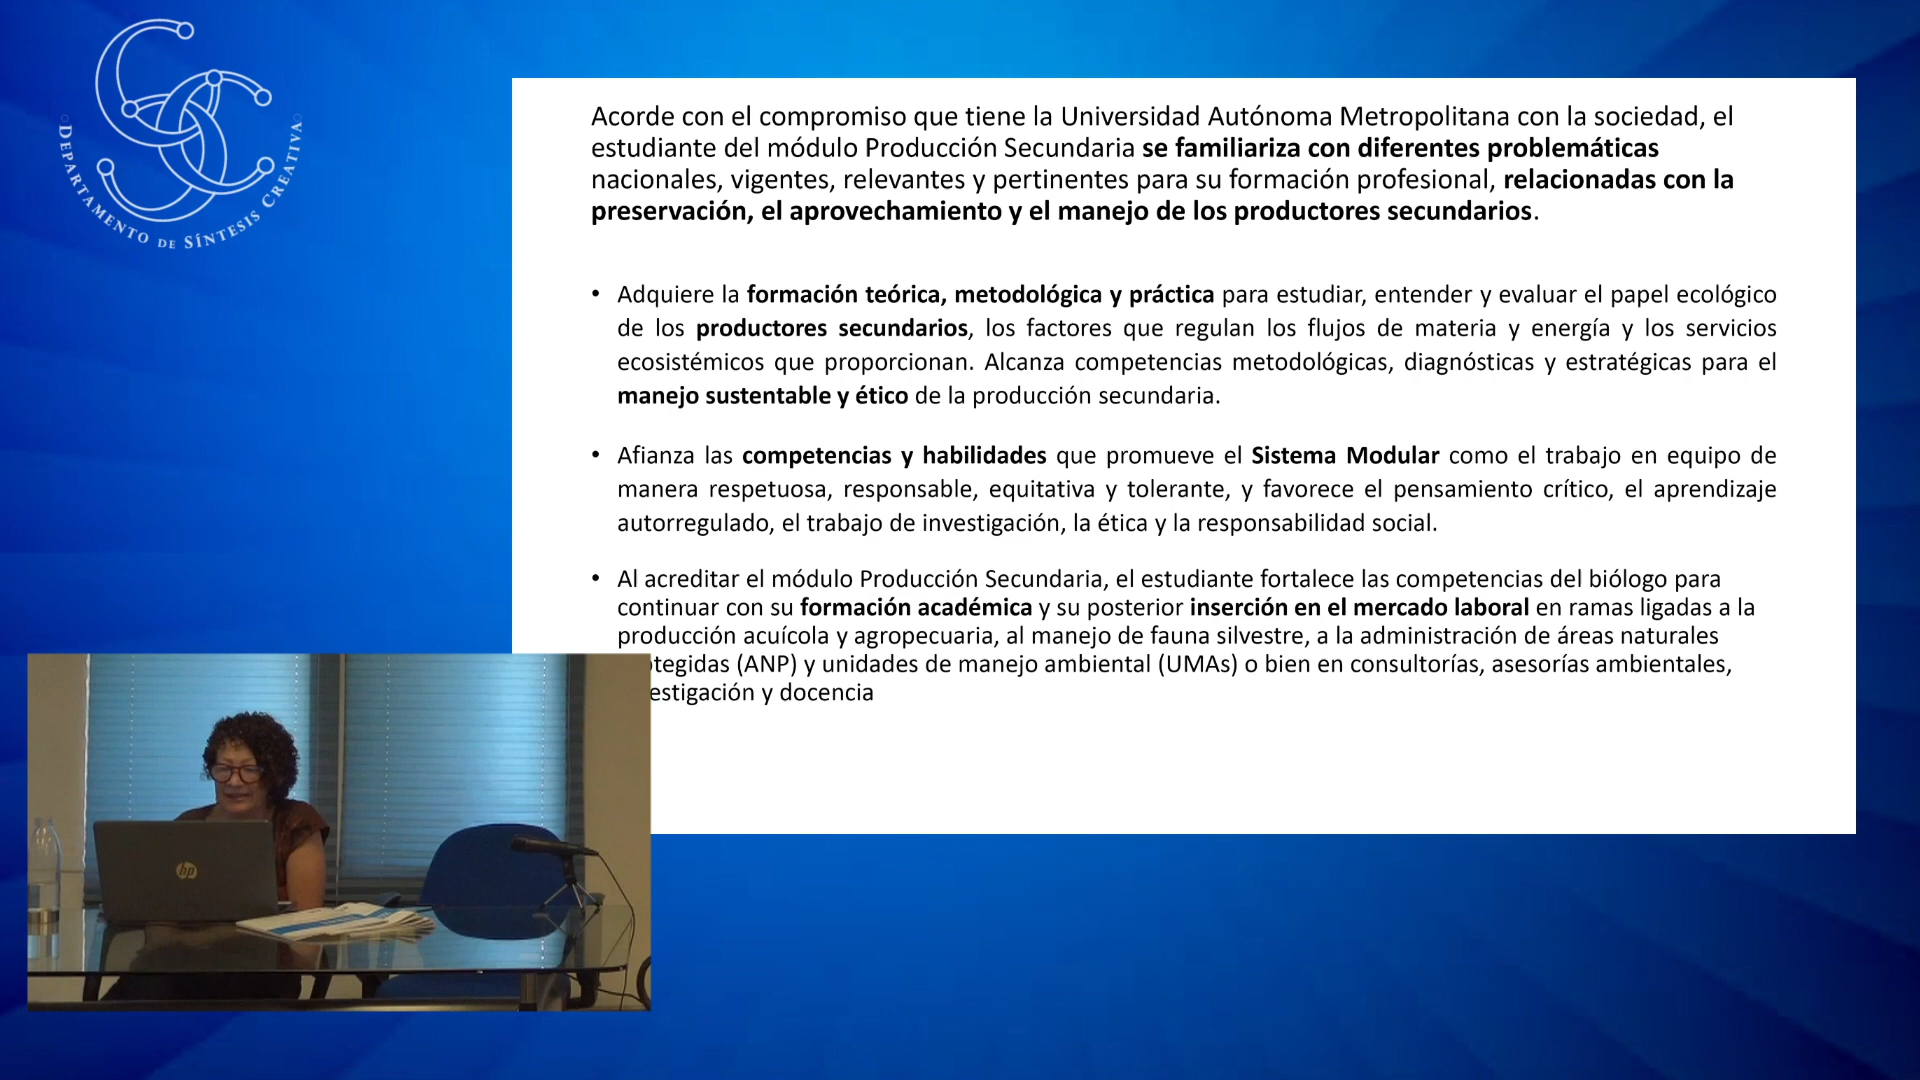 DEPARTAMENTO DE SÍNTESIS CREATIVA
Acorde con el compromiso que tiene la Universidad Autónoma Metropolitana con la sociedad, el
estudiante del módulo Producción Secundaria se familiariza con diferentes problemáticas
nacionales, vigentes, relevantes y pertinentes para su formación profesional, relacionadas con la
preservación, el aprovechamiento y el manejo de los productores secundarios.
• Adquiere la formación teórica, metodológica y práctica para estudiar, entender y evaluar el papel ecológico
de los productores secundarios, los factores que regulan los flujos de materia y energía y los servicios
ecosistémicos que proporcionan. Alcanza competencias metodológicas, diagnósticas y estratégicas para el
manejo sustentable y ético de la producción secundaria.
• Afianza las competencias y habilidades que promueve el Sistema Modular como el trabajo en equipo de
manera respetuosa, responsable, equitativa y tolerante, y favorece el pensamiento crítico, el aprendizaje
autorregulado, el trabajo de investigación, la ética y la responsabilidad social.
• Al acreditar el módulo Producción Secundaria, el estudiante fortalece las competencias del biólogo para
continuar con su formación académica y su posterior inserción en el mercado laboral en ramas ligadas a la
producción acuícola y agropecuaria, al manejo de fauna silvestre, a la administración de áreas naturales
tegidas (ANP) y unidades de manejo ambiental (UMAs) o bien en consultorías, asesorías ambientales,
estigación y docencia
hp